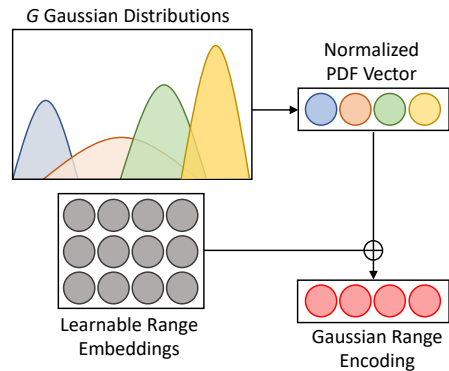 G Gaussian Distributions
Normalized
PDF Vector
Learnable Range
Embeddings
Gaussian Range
Encoding